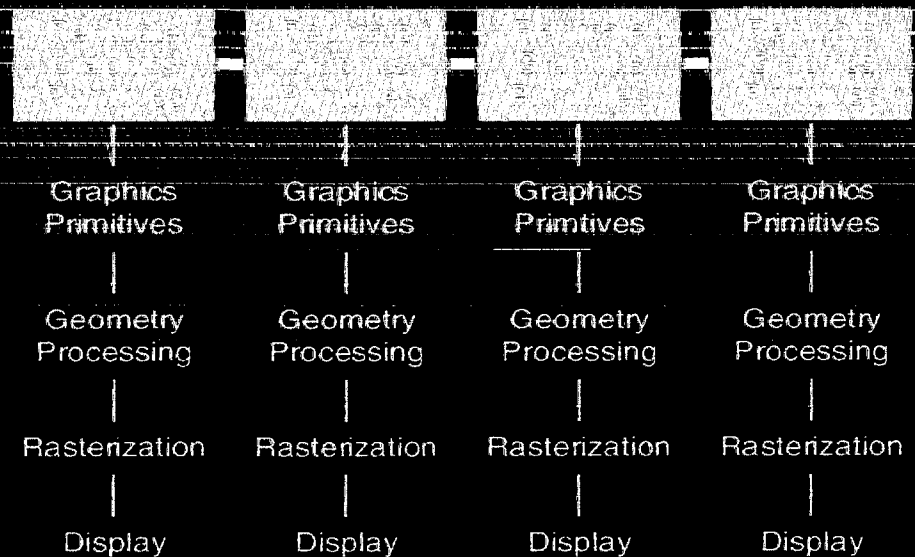 Graphics Graphics Graphics Graphics
Primitives Primitives Primtives Primitives
Geometry Geometry Geometry Geometry
Processing Processing Processing Processing
Rasterization Rasterization Rasterization Rasterization
Display Display Display Display